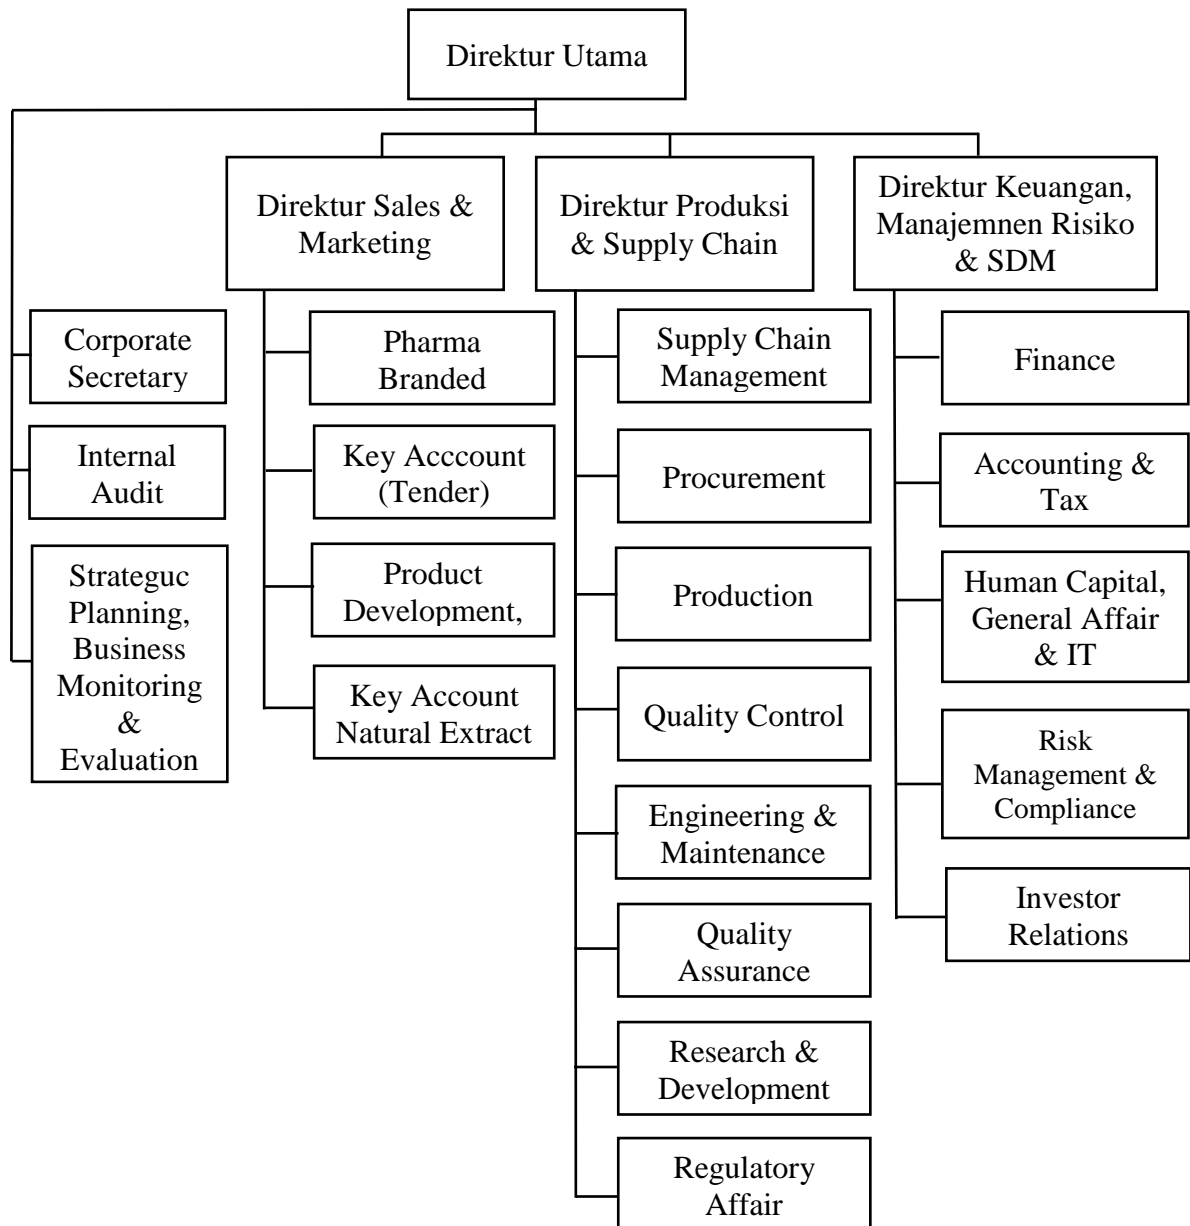 Direktur Utama
Direktur Sales &
Marketing
Direktur Produksi
& Supply Chain
Direktur Keuangan,
Manajemnen Risiko
& SDM
Corporate
Secretary
Internal
Audit
Strateguc
Planning,
Business
Monitoring
&
Evaluation
Pharma
Branded
Key Acccount
(Tender)
Product
Development,
Key Account
Natural Extract
Supply Chain
Management
Procurement
Production
Quality Control
Engineering &
Maintenance
Quality
Assurance
Research &
Development
Regulatory
Affair
Finance
Accounting &
Tax
Human Capital,
General Affair
& IT
Risk
Management &
Compliance
Investor
Relations